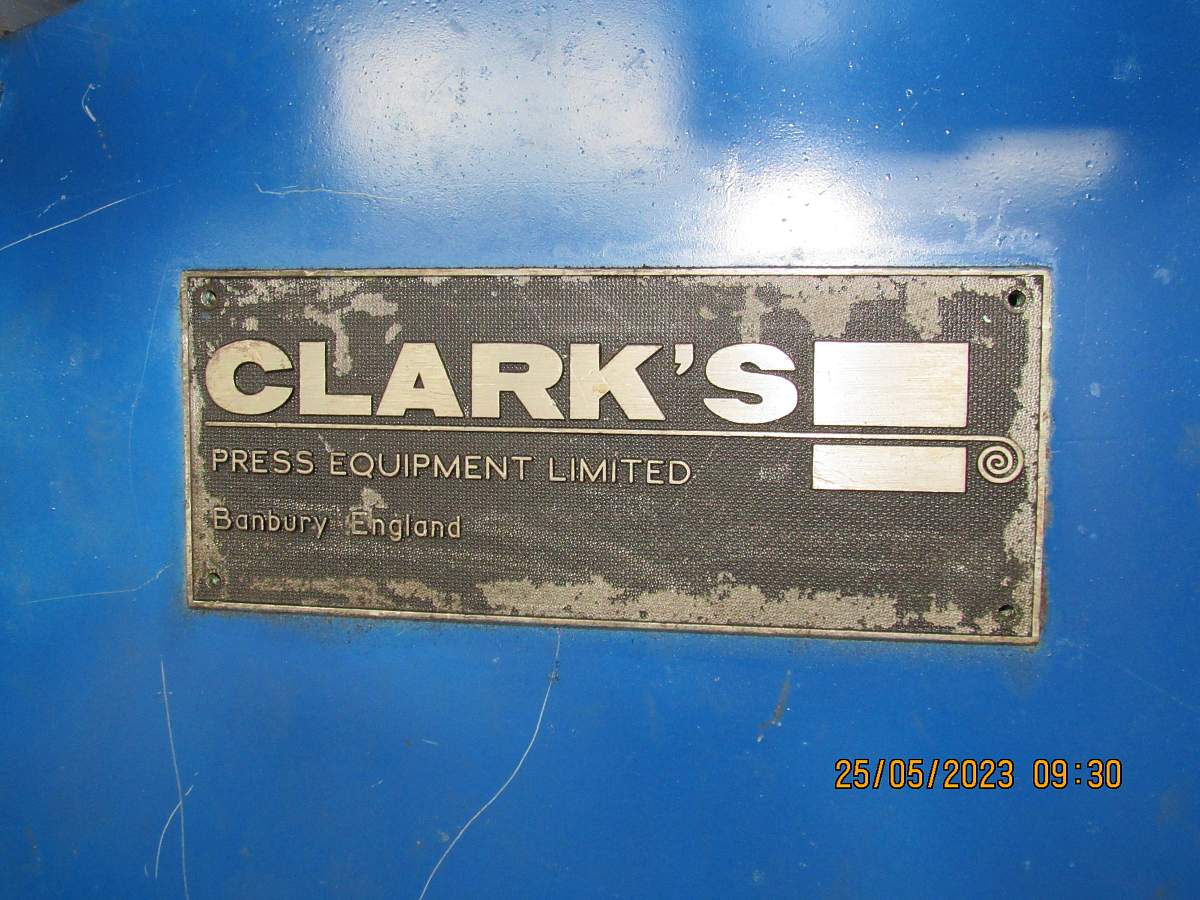 CLARK'S
PRESS EQUIPMENT LIMITED
Banbury England
25/05/2023 09:30